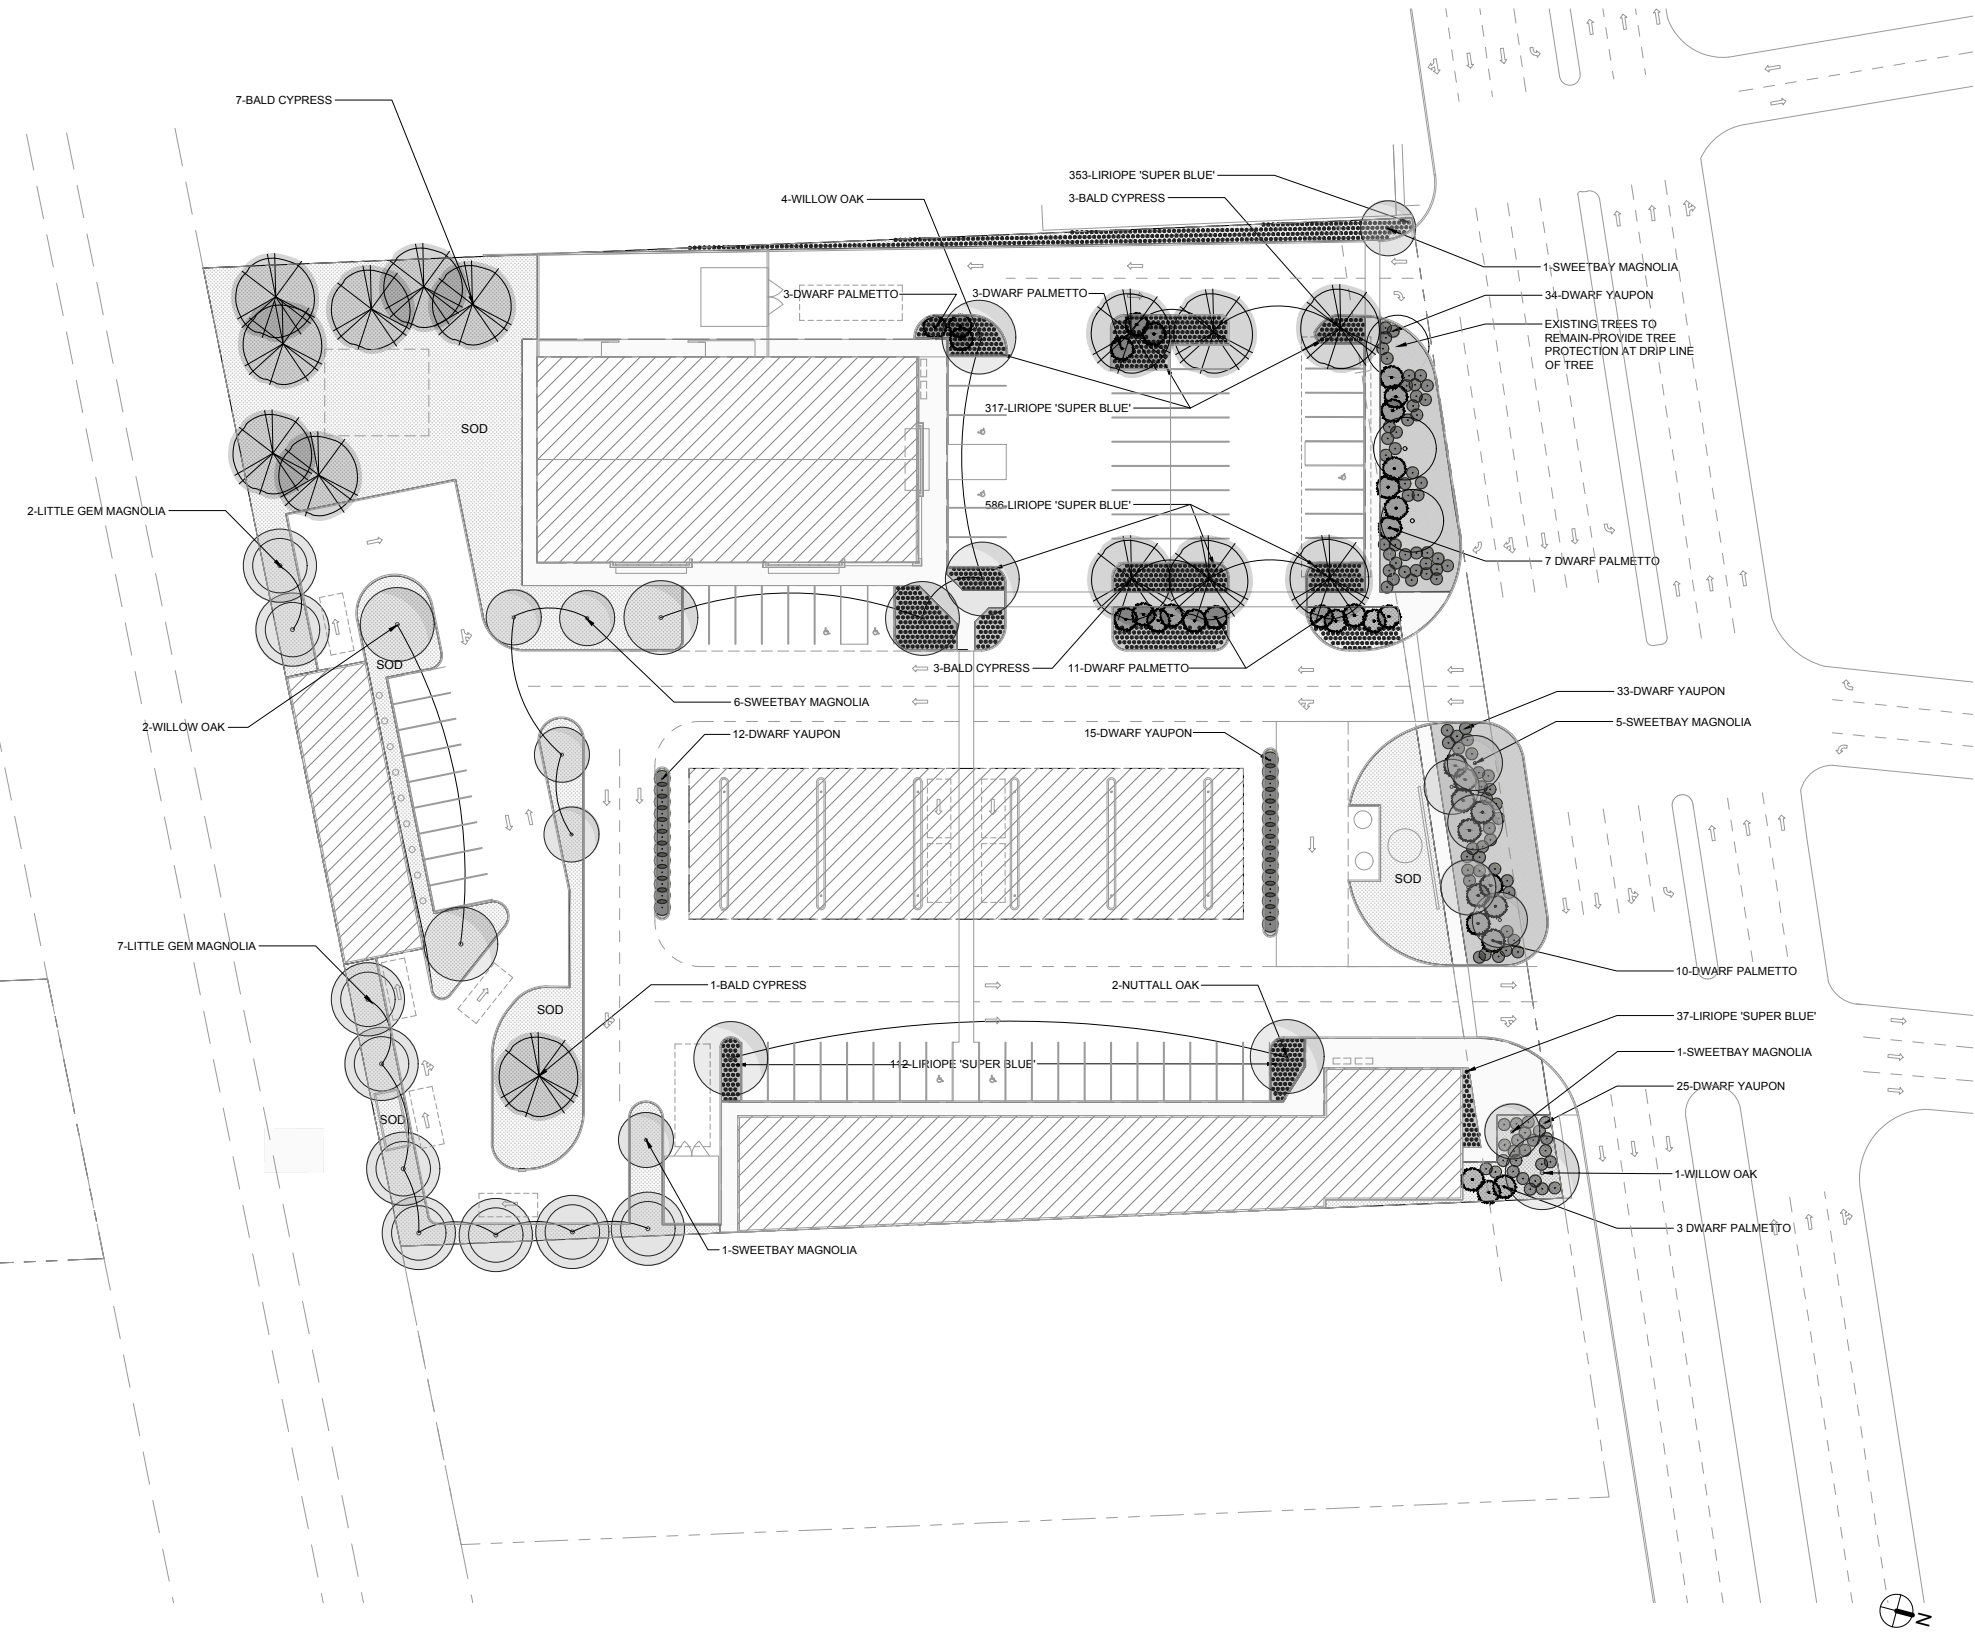 7-BALD CYPRESS
353-LIRIOPE 'SUPER BLUE'
4-WILLOW OAK
3-BALD CYPRESS
1-SWEETBAY MAGNOLIA
3-DWARF PALMETTO
3-DWARF PALMETTO
34-DWARF YAUPON
EXISTING TREES TO
REMAIN-PROVIDE TREE
PROTECTION AT DRIP LINE
OF TREE
317-LIRIOPE 'SUPER BLUE'
SOD
586-LIRIOPE 'SUPER BLUE'
2-LITTLE GEM MAGNOLIA
7 DWARF PALMETTO
SOD
3-BALD CYPRESS
11-DWARF PALMETTO
33-DWARF YAUPON
6-SWEETBAY MAGNOLIA
5-SWEETBAY MAGNOLIA
2-WILLOW OAK
12-DWARF YAUPON
15-DWARF YAUPON
SOD
7-LITTLE GEM MAGNOLIA
10-DWARF PALMETTO
1-BALD CYPRESS
2-NUTTALL OAK
SOD
37-LIRIOPE 'SUPER BLUE'
1-SWEETBAY MAGNOLIA
112-LIRIOPE 'SUPER BLUE'
25-DWARF YAUPON
SOD
1-WILLOW OAK
3 DWARF PALMETTO
1-SWEETBAY MAGNOLIA
N